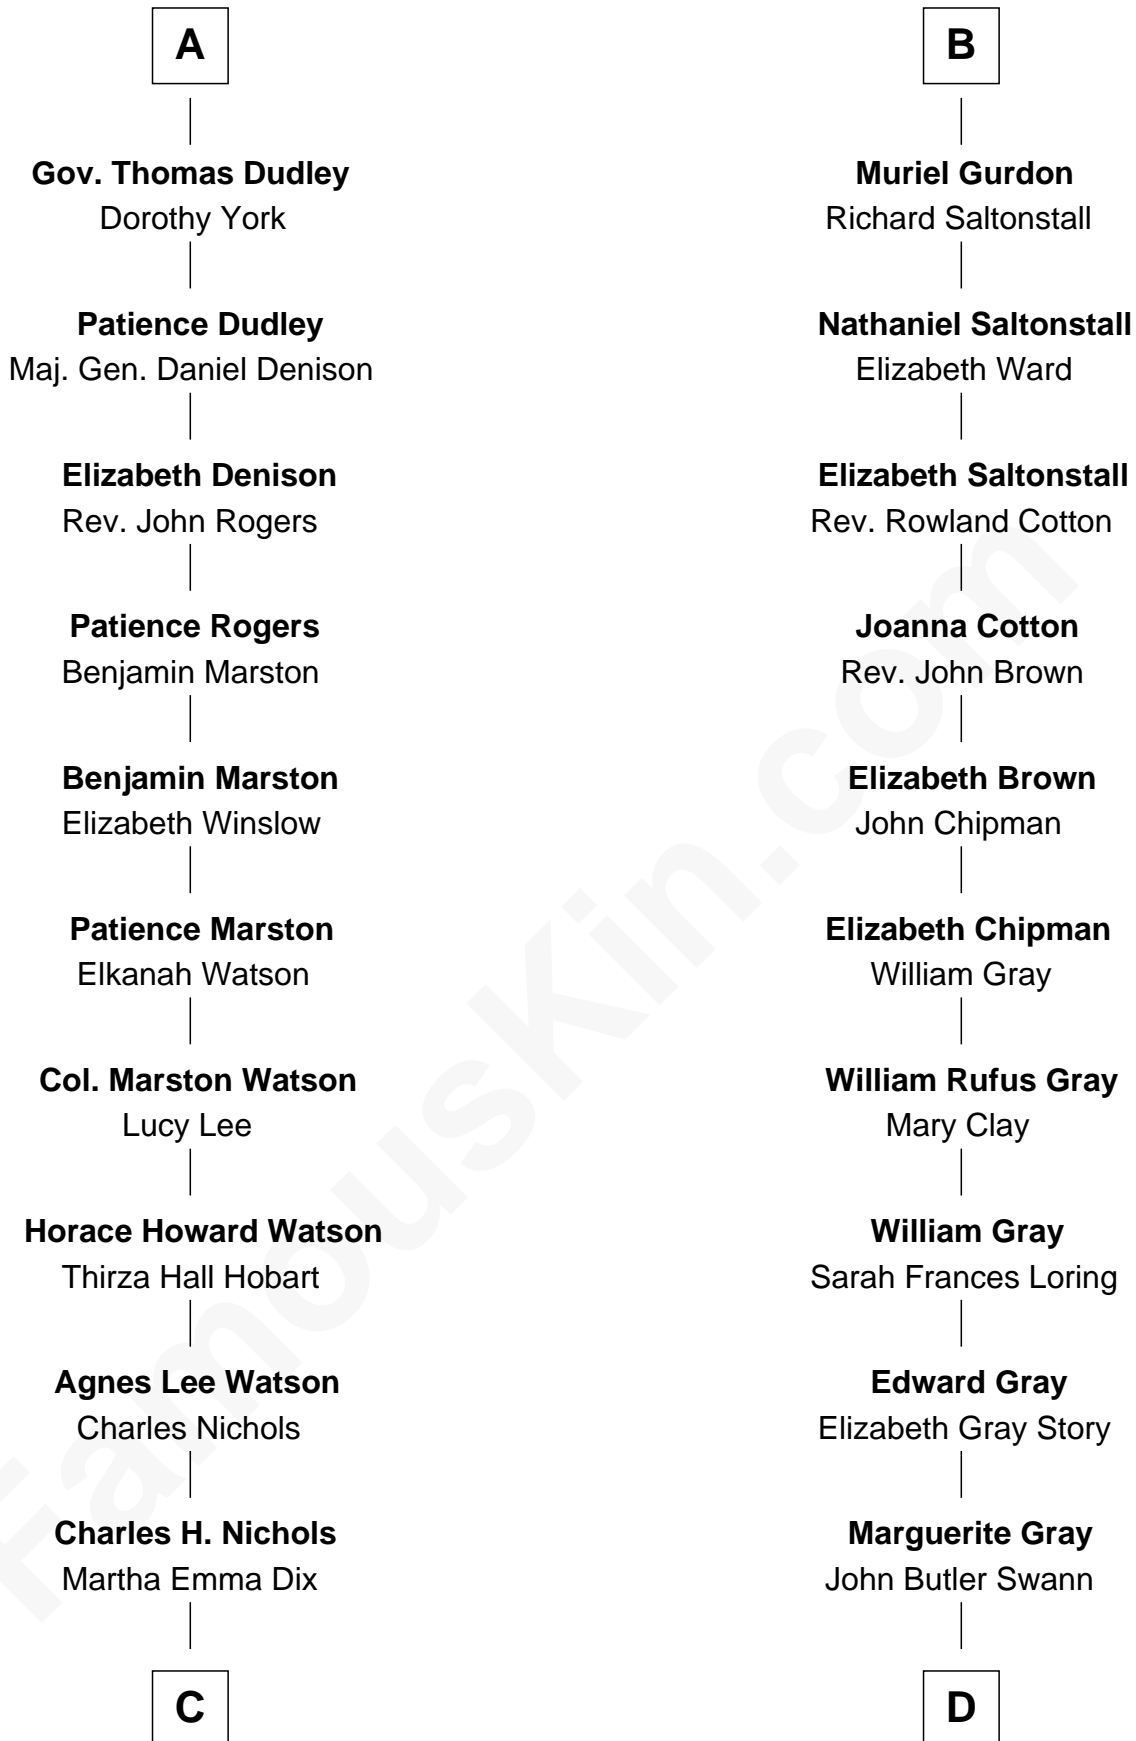 A
Gov. Thomas Dudley
Dorothy York
Patience Dudley
Maj. Gen. Daniel Denison
Elizabeth Denison
Rev. John Rogers
Patience Rogers
Benjamin Marston
Benjamin Marston
Elizabeth Winslow
Patience Marston
Elkanah Watson
Col. Marston Watson
Lucy Lee
Horace Howard Watson
Thirza Hall Hobart
Agnes Lee Watson
Charles Nichols
Charles H. Nichols
Martha Emma Dix
C
B
Muriel Gurdon
Richard Saltonstall
Nathaniel Saltonstall
Elizabeth Ward
Elizabeth Saltonstall
Rev. Rowland Cotton
Joanna Cotton
Rev. John Brown
Elizabeth Brown
John Chipman
Elizabeth Chipman
William Gray
William Rufus Gray
Mary Clay
William Gray
Sarah Frances Loring
Edward Gray
Elizabeth Gray Story
Marguerite Gray
John Butler Swann
D
FamousKin.com